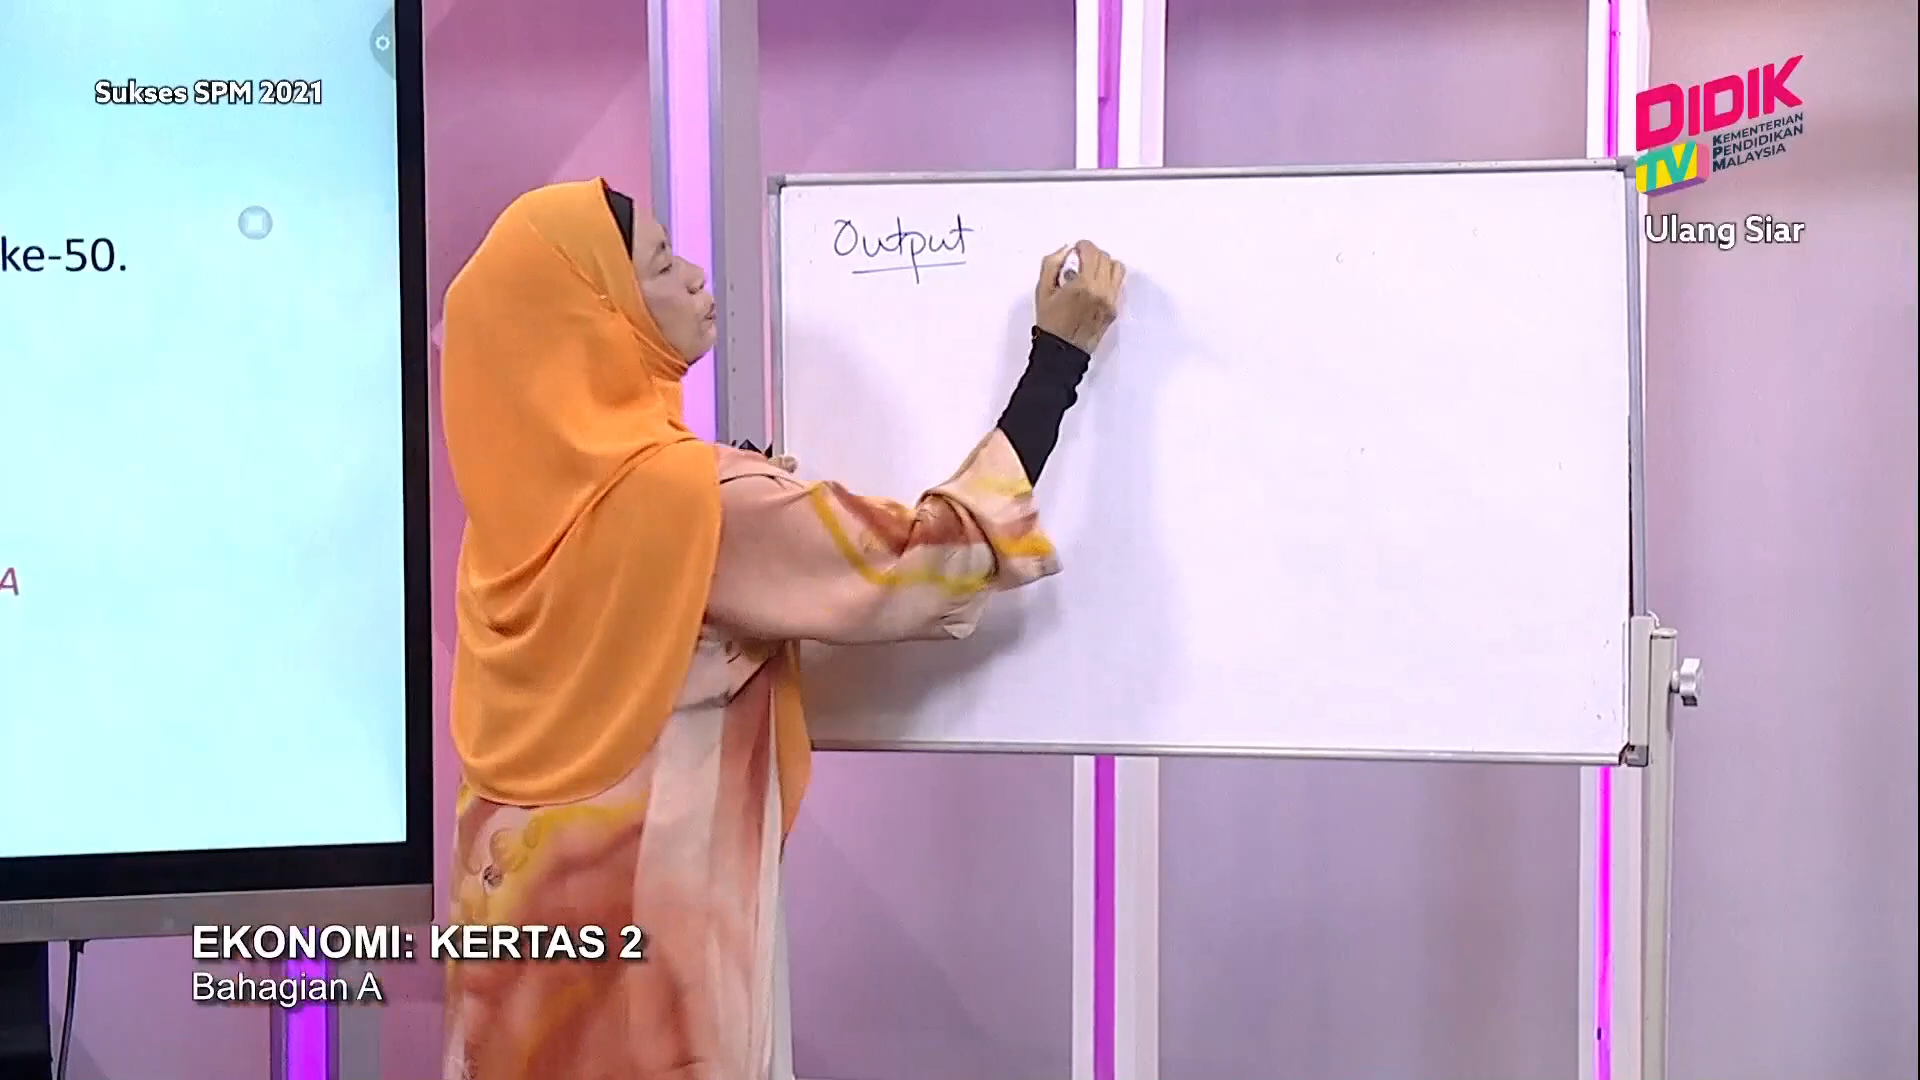 Sukses SPM 2021
DIDIK
TV
KEMENTERIAN
PENDIDIKAN
MALAYSIA
Ulang Siar
ke-50.
Output
A
EKONOMI: KERTAS 2
Bahagian A